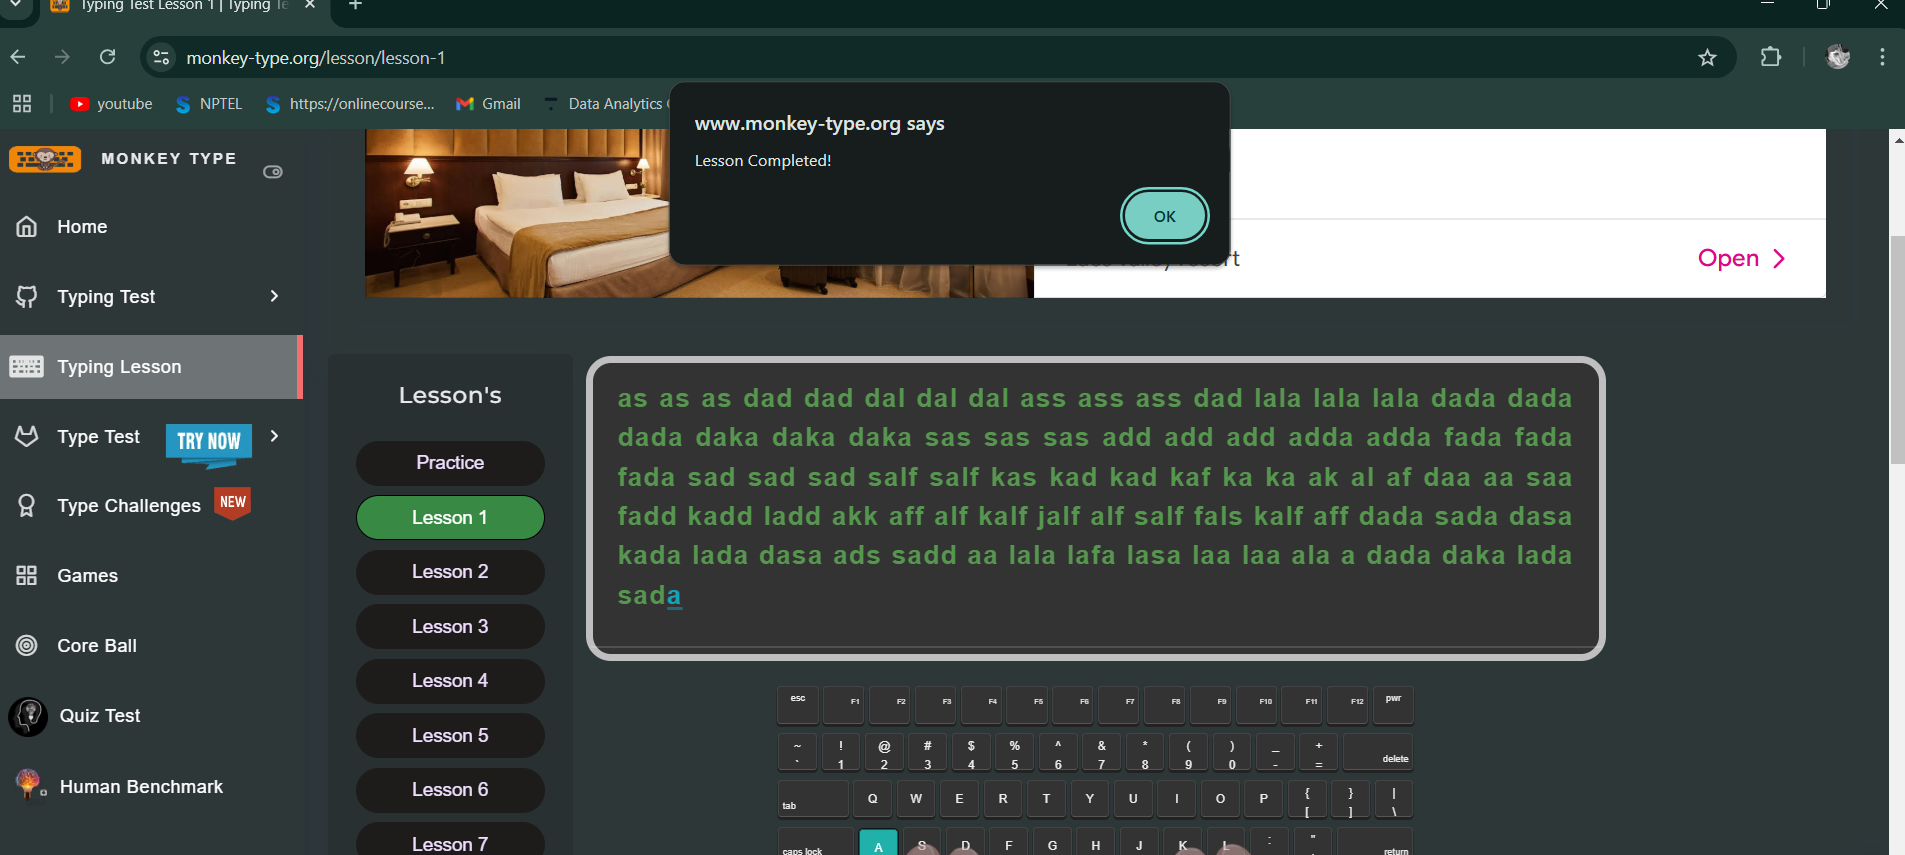 Typing Test Lesson 1 | Typing Te
monkey-type.org/lesson/lesson-1
youtube
NPTEL
https://onlinecourse...
Gmail
Data Analytics
www.monkey-type.org says
Lesson Completed!
OK
MONKEY TYPE
Home
Typing Test
Typing Lesson
Type Test
TRY NOW
Type Challenges
NEW
Games
Core Ball
Quiz Test
Human Benchmark
Open
Lesson's
Practice
Lesson 1
Lesson 2
Lesson 3
Lesson 4
Lesson 5
Lesson 6
Lesson 7
as as as dad dad dal dal dal ass ass ass dad lala lala lala dada dada
dada daka daka daka sas sas sas add add add adda adda fada fada
fada sad sad sad salf salf kas kad kad kaf ka ka ak al af daa aa saa
fadd kadd ladd akk aff alf kalf jalf alf salf fals kalf aff dada sada dasa
kada lada dasa ads sadd aa lala lafa lasa laa laa ala a dada daka lada
sada
esc F1 F2 F3 F4 F5 F6 F7 F8 F9 F10 F11 F12 pwr
~ ! @ # $ % ^ & * ( ) _ +
` 1 2 3 4 5 6 7 8 9 0 - = delete
tab Q W E R T Y U I O P { } |
[ ] \
caps lock A S D F G H J K L : " return